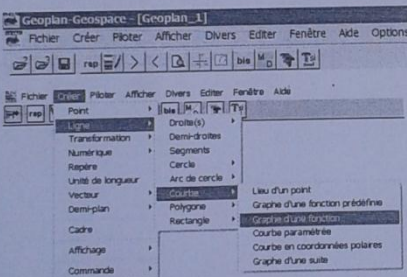 Geoplan-Geospace - [Geoplan_1]
Fichier Créer Piloter Afficher Divers Editer Fenêtre Aide Options
rep bis
Fichier Créer Piloter Afficher Divers Editer Fenêtre Aide
rep bis
Point
Ligne
Transformation
Numérique
Repère
Unité de longueur
Vecteur
Demi-plan
Cadre
Affichage
Commande
Droite(s)
Demi-droites
Segments
Cercle
Arc de cercle
Courbe
Polygone
Rectangle
Lieu d'un point
Graphe d'une fonction prédéfinie
Graphe d'une fonction
Courbe paramétrée
Courbe en coordonnées polaires
Graphe d'une suite